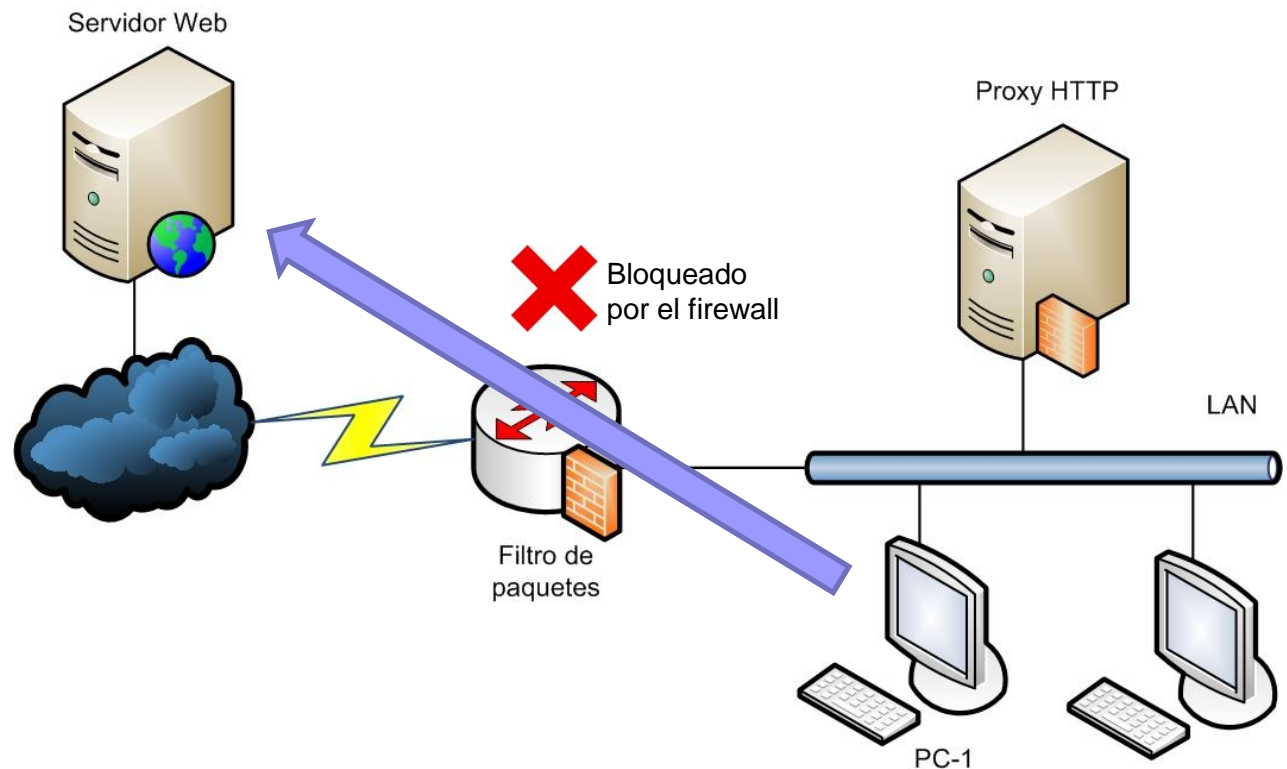 Servidor Web
Proxy HTTP
Bloqueado
por el firewall
LAN
Filtro de
paquetes
PC-1